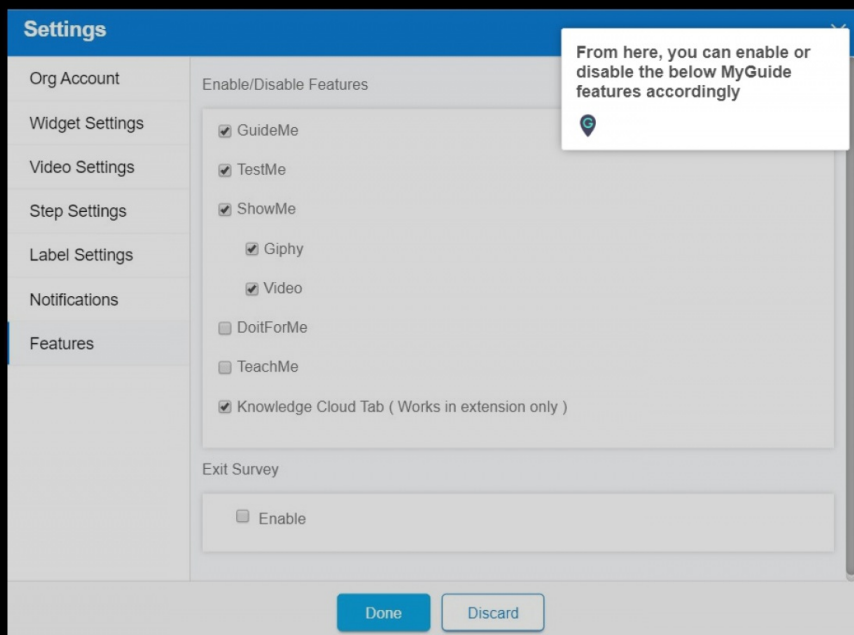 Settings
From here, you can enable or
disable the below MyGuide
features accordingly
G
Org Account
Widget Settings
Video Settings
Step Settings
Label Settings
Notifications
Features
Enable/Disable Features
GuideMe
TestMe
ShowMe
Giphy
Video
DoitForMe
TeachMe
Knowledge Cloud Tab ( Works in extension only )
Exit Survey
Enable
Done
Discard